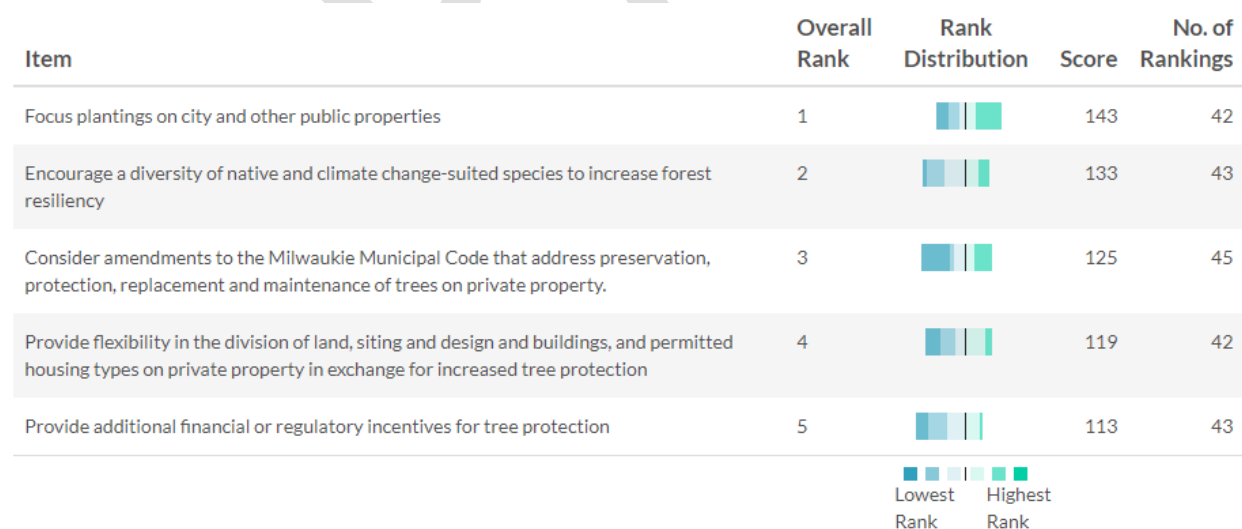 Item Overall Rank Rank Distribution Score No. of Rankings
Focus plantings on city and other public properties 1 143 42
Encourage a diversity of native and climate change-suited species to increase forest
resiliency 2 133 43
Consider amendments to the Milwaukie Municipal Code that address preservation,
protection, replacement and maintenance of trees on private property. 3 125 45
Provide flexibility in the division of land, siting and design and buildings, and permitted
housing types on private property in exchange for increased tree protection 4 119 42
Provide additional financial or regulatory incentives for tree protection 5 113 43
Lowest Rank Highest Rank